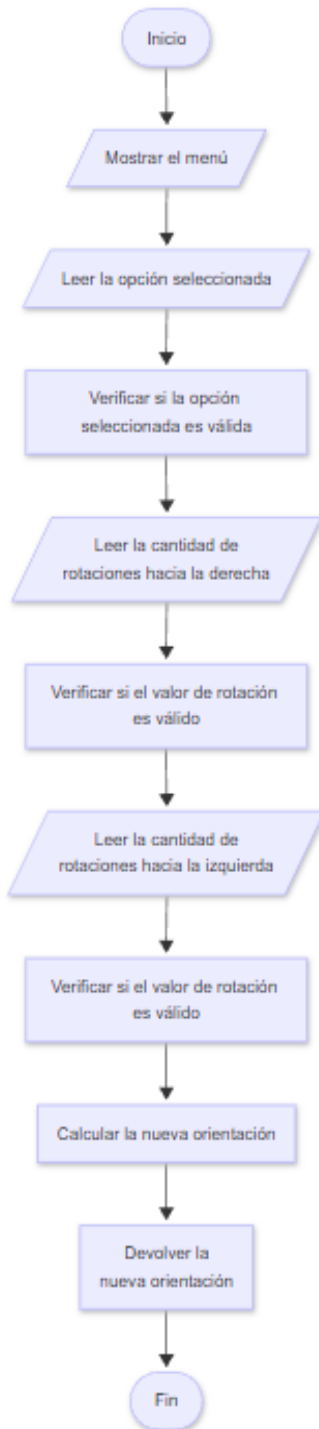 Inicio
Mostrar el menú
Leer la opción seleccionada
Verificar si la opción
seleccionada es válida
Leer la cantidad de
rotaciones hacia la derecha
Verificar si el valor de rotación
es válido
Leer la cantidad de
rotaciones hacia la izquierda
Verificar si el valor de rotación
es válido
Calcular la nueva orientación
Devolver la
nueva orientación
Fin